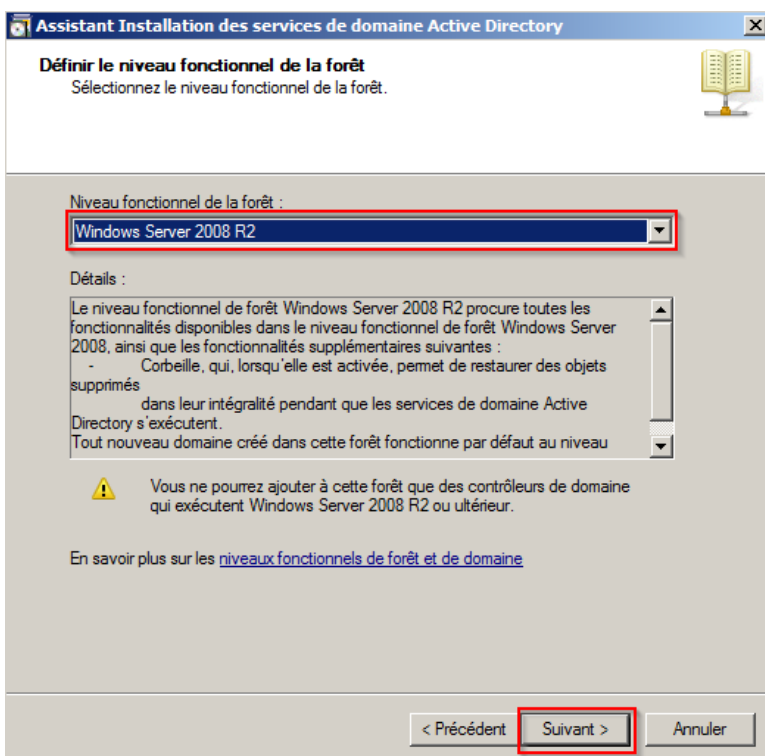 Assistant Installation des services de domaine Active Directory
Définir le niveau fonctionnel de la forêt
Sélectionnez le niveau fonctionnel de la forêt.
Niveau fonctionnel de la forêt :
Windows Server 2008 R2
Détails :
Le niveau fonctionnel de forêt Windows Server 2008 R2 procure toutes les
fonctionnalités disponibles dans le niveau fonctionnel de forêt Windows Server
2008, ainsi que les fonctionnalités supplémentaires suivantes :
- Corbeille, qui, lorsqu'elle est activée, permet de restaurer des objets
supprimés
dans leur intégralité pendant que les services de domaine Active
Directory s'exécutent.
Tout nouveau domaine créé dans cette forêt fonctionne par défaut au niveau
Vous ne pourrez ajouter à cette forêt que des contrôleurs de domaine
qui exécutent Windows Server 2008 R2 ou ultérieur.
En savoir plus sur les niveaux fonctionnels de forêt et de domaine
< Précédent Suivant > Annuler